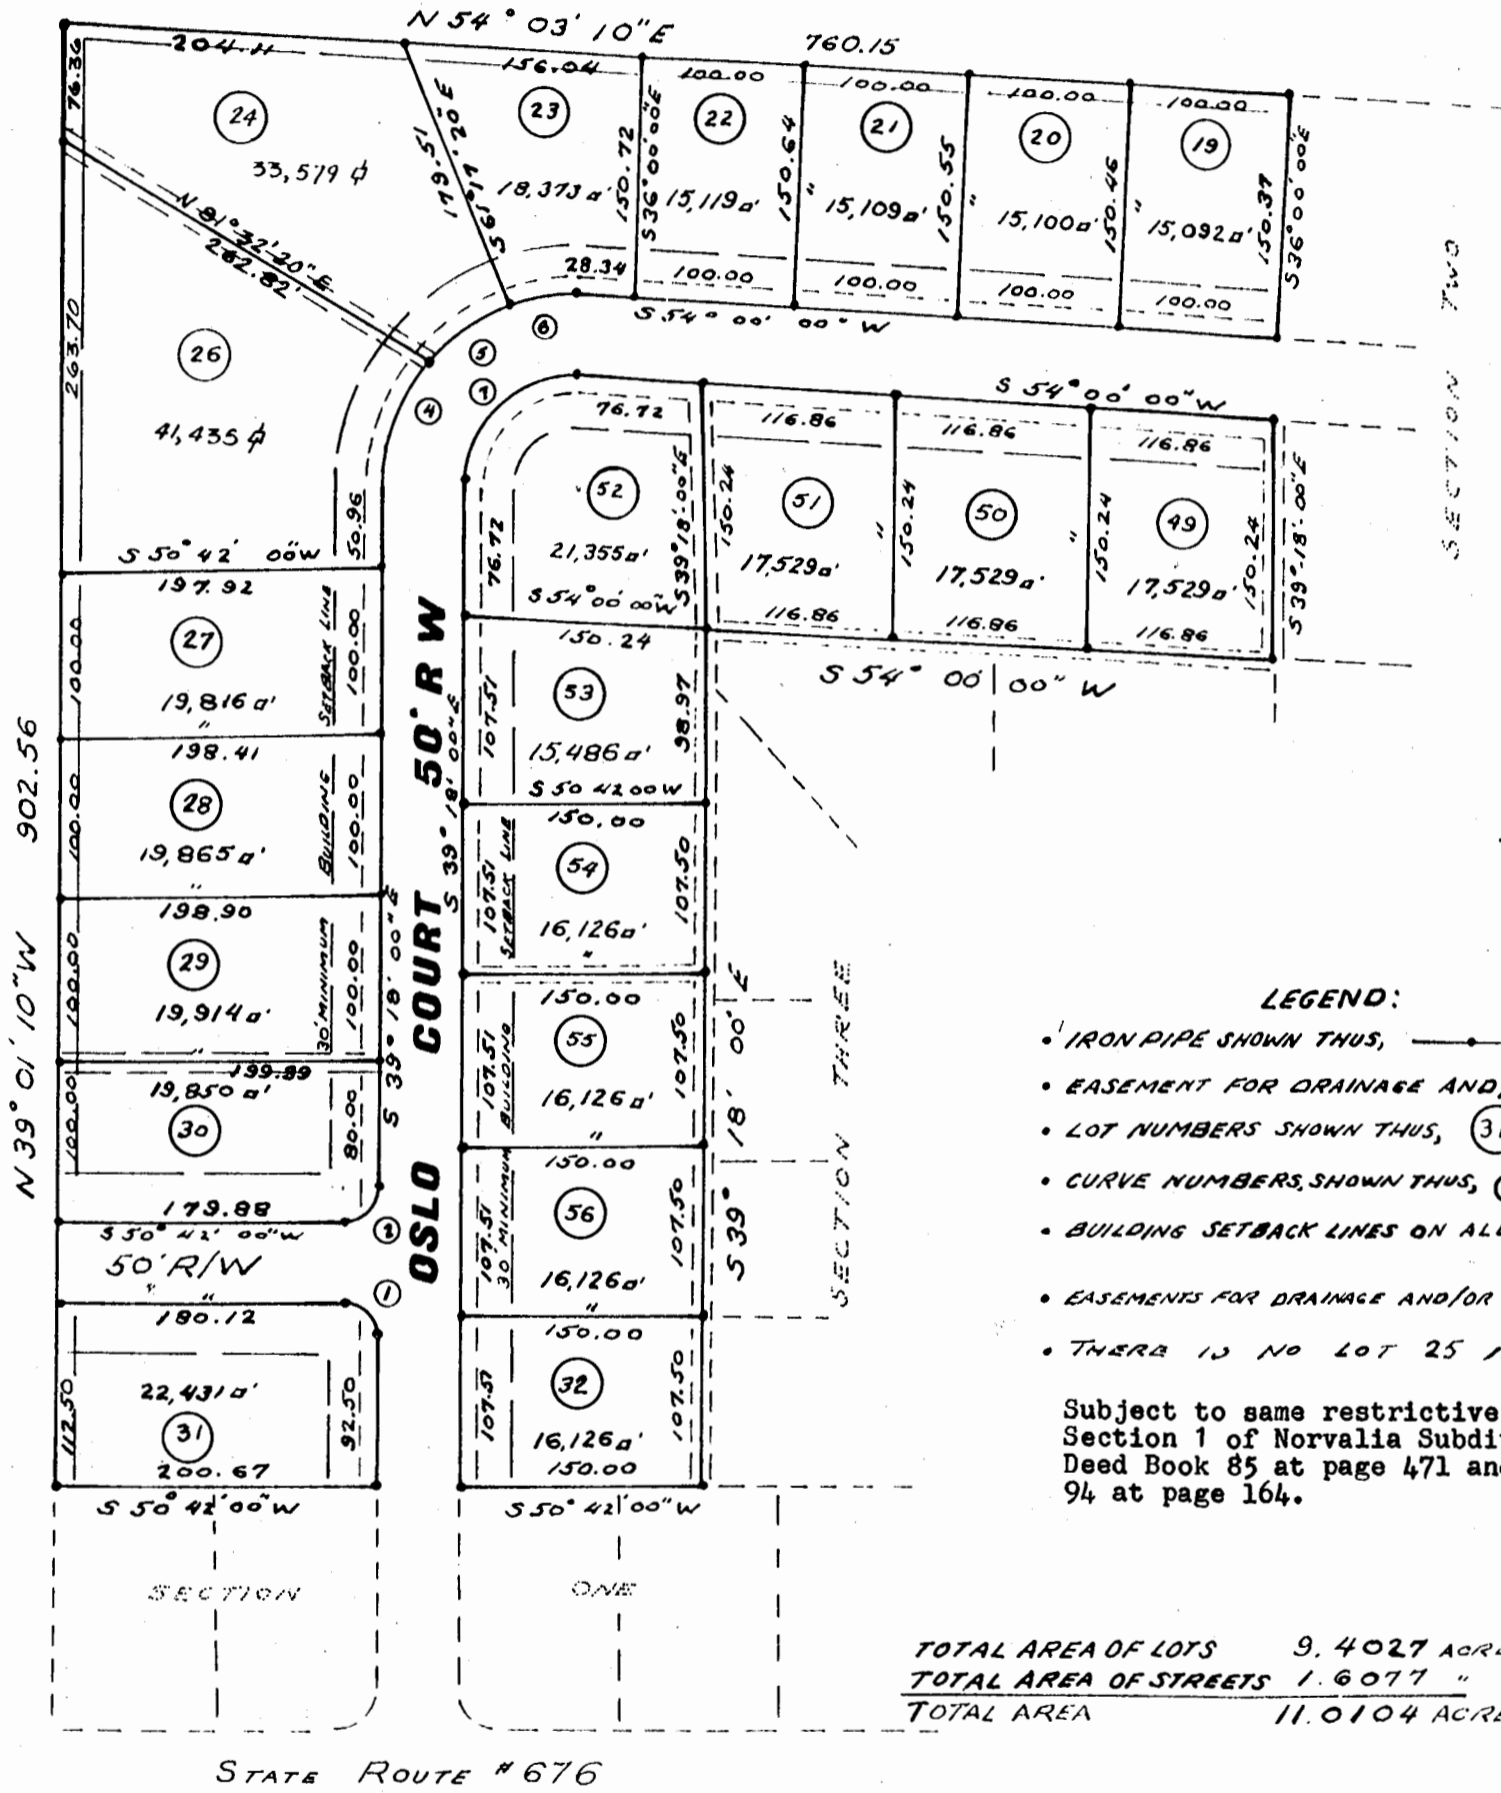 N 54° 03' 10" E 760.15
204.11
156.04
100.00
100.00
100.00
100.00
76.36
24
33,579 ¢
179.51
S 61° 17' 20" E
23
18,373 □'
150.72
S 36° 00' 00" E
22
15,119 □'
150.64
21
15,109 □'
"
150.55
20
15,100 □'
"
150.46
19
15,092 □'
"
150.37
S 36° 00' 00" E
N 81° 32' 20" E
262.82'
28.34
100.00
100.00
100.00
100.00
S 54° 00' 00" W
SECTION TWO
263.70
26
41,435 ¢
50.96
S 50° 42' 00" W
4
5
6
7
S 54° 00' 00" W
76.72
116.86
116.86
116.86
52
21,355 □'
76.72
S 39° 18' 00" E
S 54° 00' 00" W
150.24
51
17,529 □'
"
150.24
50
17,529 □'
"
150.24
49
17,529 □'
150.24
S 39° 18' 00" E
116.86
116.86
116.86
S 54° 00' 00" W
197.92
27
19,816 □'
"
100.00
100.00
SETBACK LINE
198.41
28
19,865 □'
"
100.00
100.00
BUILDING
198.90
29
19,914 □'
"
100.00
100.00
30' MINIMUM
199.39
19,850 □'
30
100.00
80.00
179.88
S 50° 42' 00" W
50' R/W
"
"
2
1
180.12
22,431 □'
31
112.50
92.50
200.67
S 50° 42' 00" W
N 39° 01' 10" W 902.56
S 39° 18' 00" E
OSLO COURT 50' R W
S 39° 18' 00" E
150.24
53
15,486 □'
107.51
98.97
S 50 42 00 W
150.00
54
16,126 □'
"
107.51
SETBACK LINE
107.50
150.00
55
16,126 □'
"
107.51
BUILDING
107.50
150.00
56
16,126 □'
"
107.51
30' MINIMUM
107.50
150.00
32
16,126 □'
107.51
107.50
150.00
S 50° 42' 00" W
S 39° 18' 00' E
SECTION THREE
SECTION ONE
STATE ROUTE # 676
LEGEND:
• IRON PIPE SHOWN THUS,
• EASEMENT FOR DRAINAGE AND/
• LOT NUMBERS SHOWN THUS,
• CURVE NUMBERS, SHOWN THUS,
• BUILDING SETBACK LINES ON
• EASEMENTS FOR DRAINAGE AND/OR
• THERE IS NO LOT 25
Subject to same restrictive
Section 1 of Norvalia Subdi
Deed Book 85 at page 471 an
94 at page 164.
TOTAL AREA OF LOTS 9.4027 ACRE
TOTAL AREA OF STREETS 1.6077 "
TOTAL AREA 11.0104 ACRE